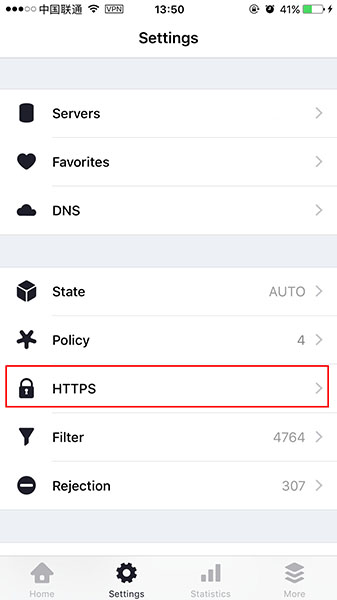 中国联通 VPN 13:50 41%
Settings
Servers
Favorites
DNS
State AUTO
Policy 4
HTTPS
Filter 4764
Rejection 307
Home Settings Statistics More